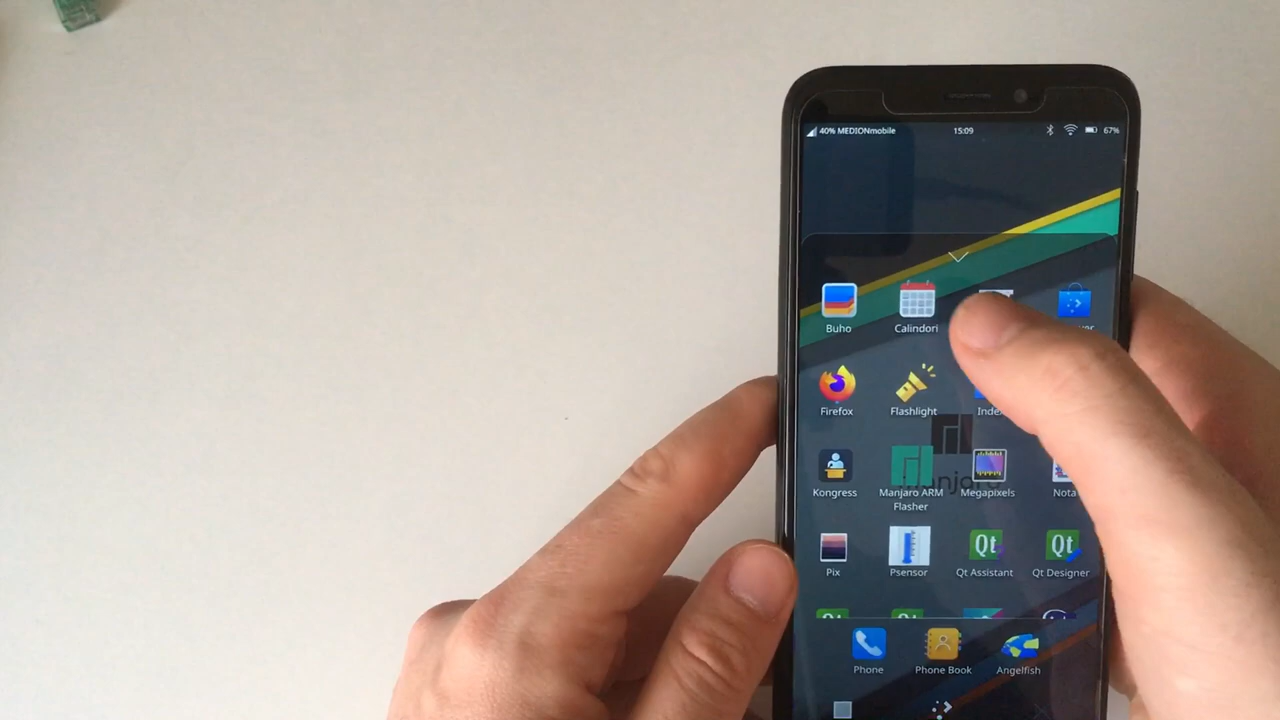 40% MEDIONmobile 15:09 67%
Buho Calindori
Firefox Flashlight
Kongress Manjaro ARM Megapixels Nota
Flasher
Pix Psensor Qt Assistant Qt Designer
Phone Phone Book Angelfish